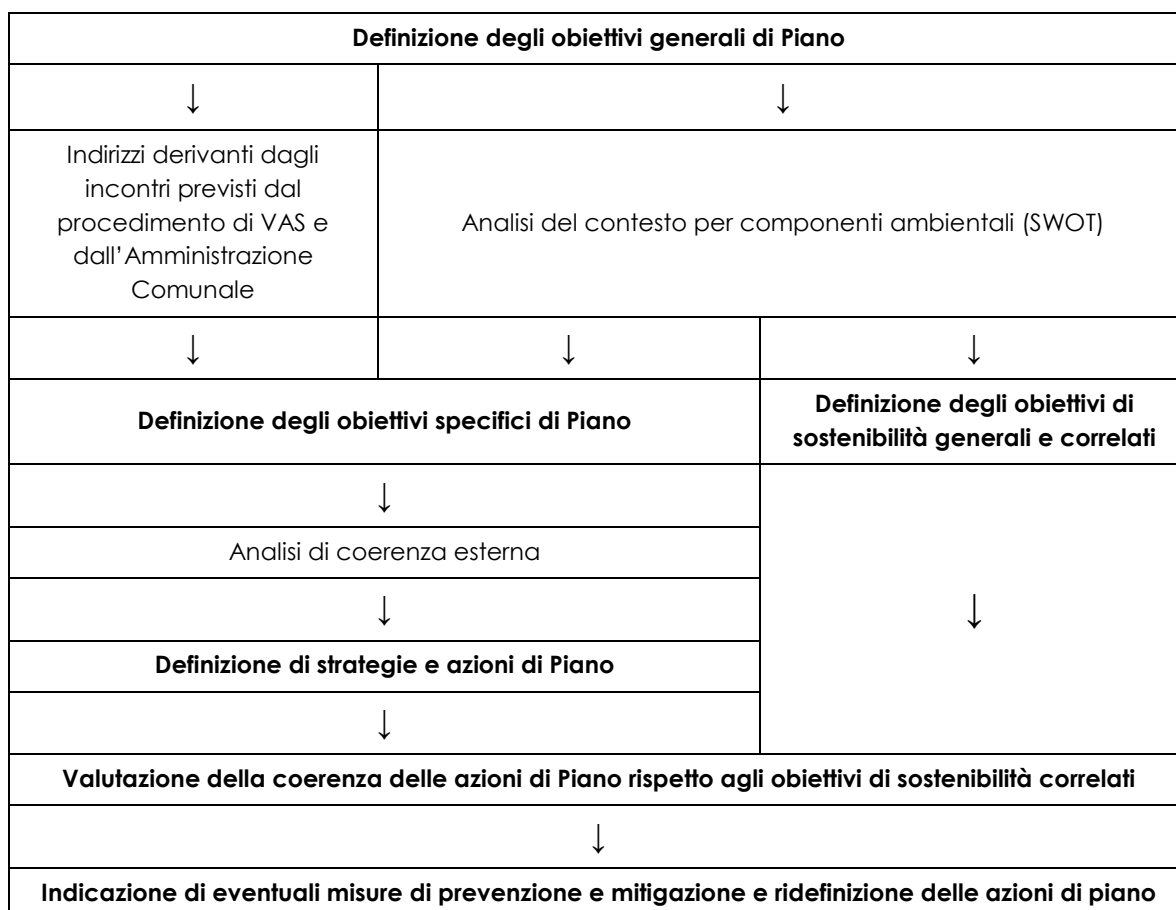 Definizione degli obiettivi generali di Piano
↓ ↓
Indirizzi derivanti dagli
incontri previsti dal
procedimento di VAS e
dall’Amministrazione
Comunale
Analisi del contesto per componenti ambientali (SWOT)
↓ ↓ ↓
Definizione degli obiettivi specifici di Piano
Definizione degli obiettivi di
sostenibilità generali e correlati
↓
Analisi di coerenza esterna
↓
↓
Definizione di strategie e azioni di Piano
↓
Valutazione della coerenza delle azioni di Piano rispetto agli obiettivi di sostenibilità correlati
↓
Indicazione di eventuali misure di prevenzione e mitigazione e ridefinizione delle azioni di piano